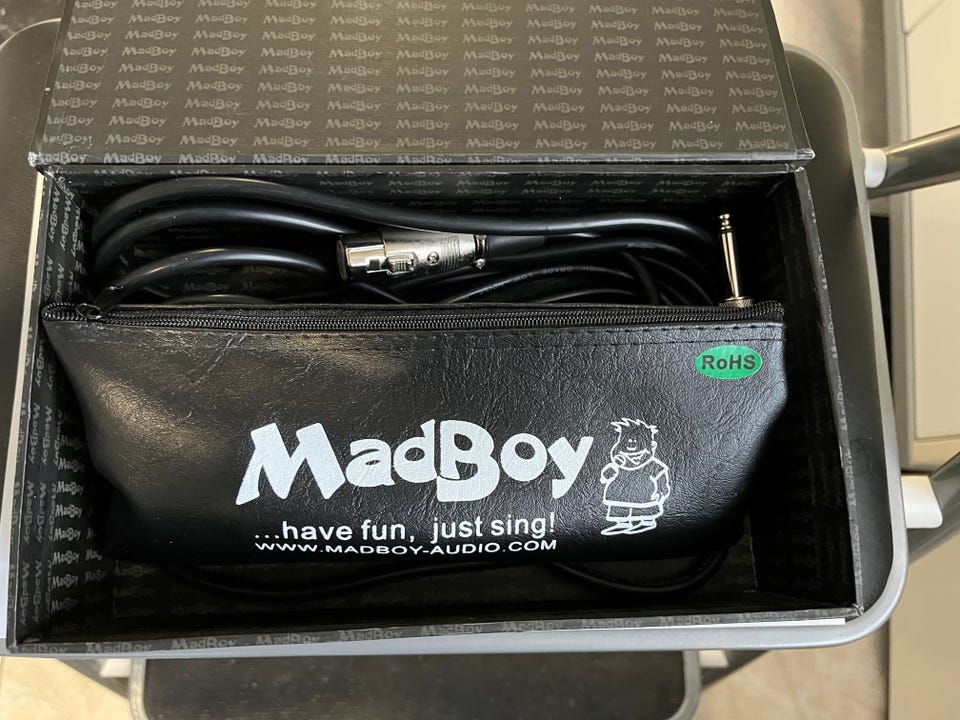 RoHS
MadBoy
...have fun, just sing!
WWW.MADBOY-AUDIO.COM